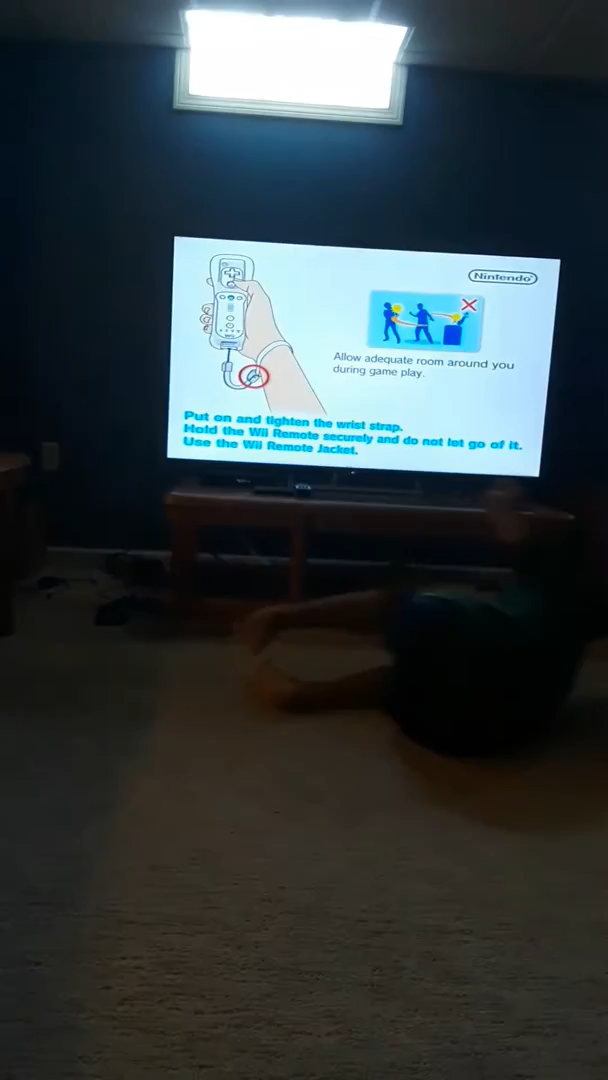 Nintendo
Allow adequate room around you
during game play.
Put on and tighten the wrist strap.
Hold the Wii Remote securely and do not let go of it.
Use the Wii Remote Jacket.